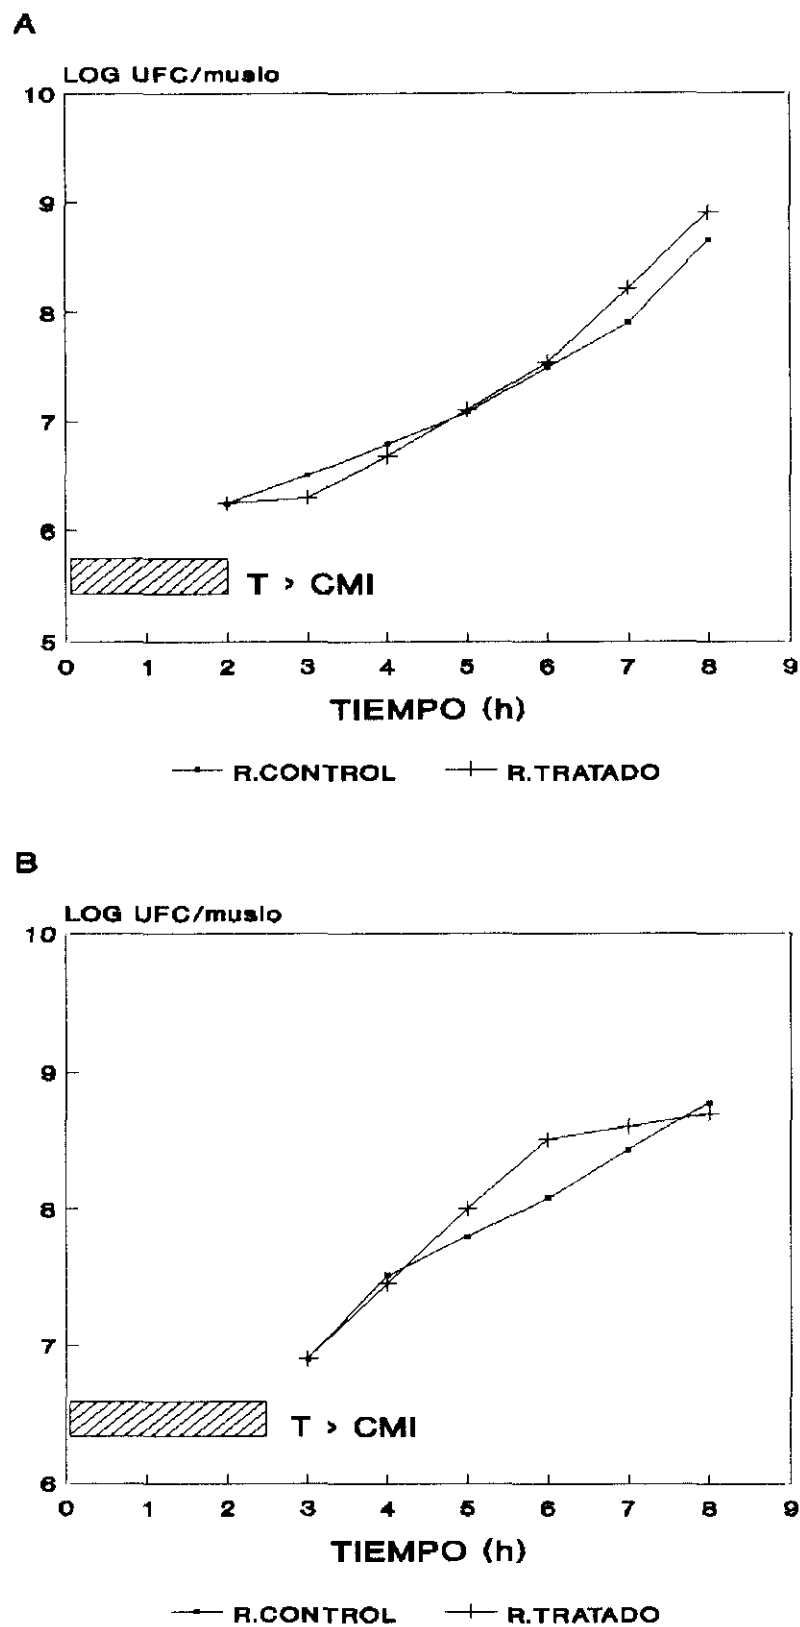 A
LOG UFC/muslo
10
9
8
7
6
5
T > CMI
0 1 2 3 4 5 6 7 8 9
TIEMPO (h)
R.CONTROL R.TRATADO
B
LOG UFC/muslo
10
9
8
7
6
T > CMI
0 1 2 3 4 5 6 7 8 9
TIEMPO (h)
R.CONTROL R.TRATADO